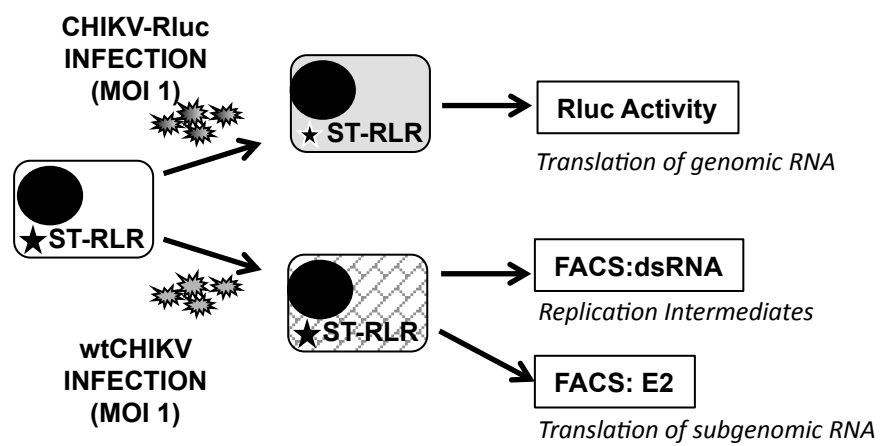 CHIKV-Rluc
INFECTION
(MOI 1)
ST-RLR
Rluc Activity
Translation of genomic RNA
ST-RLR
FACS:dsRNA
Replication Intermediates
ST-RLR
wtCHIKV
INFECTION
(MOI 1)
FACS: E2
Translation of subgenomic RNA